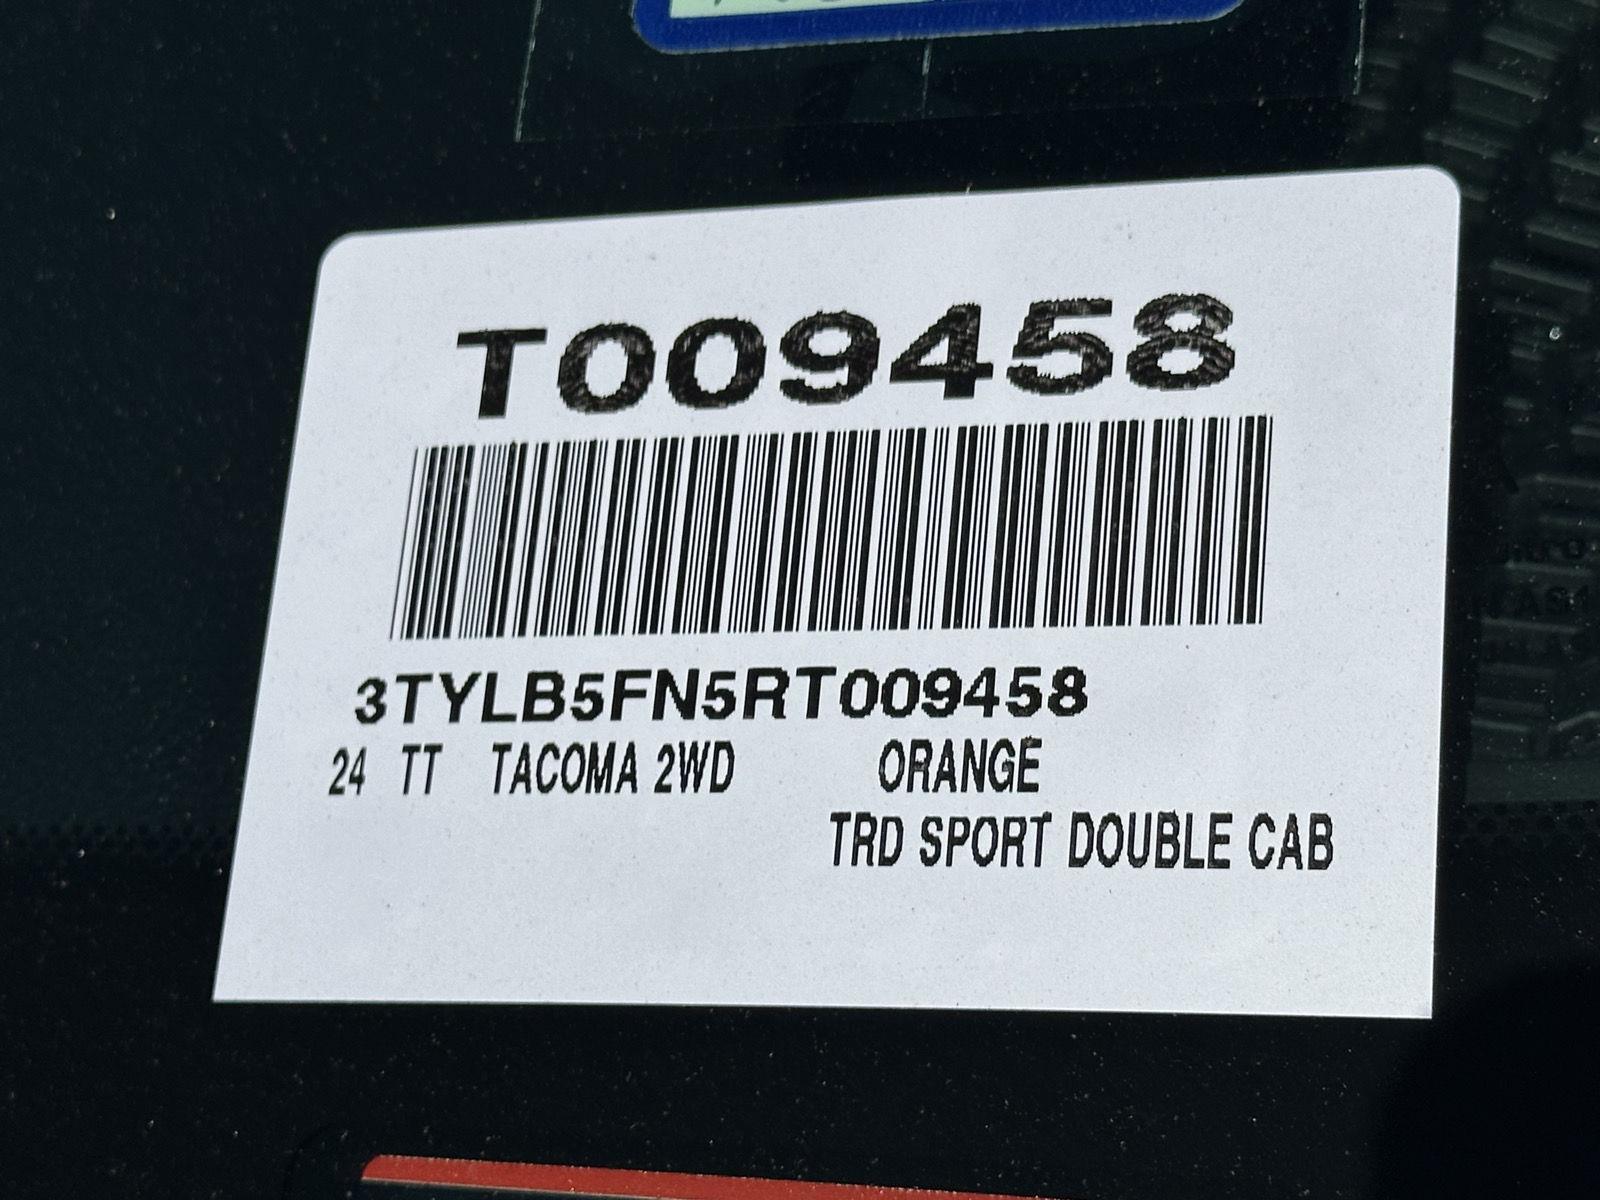 T009458
3TYLB5FN5RT009458
24 TT TACOMA 2WD ORANGE
TRD SPORT DOUBLE CAB